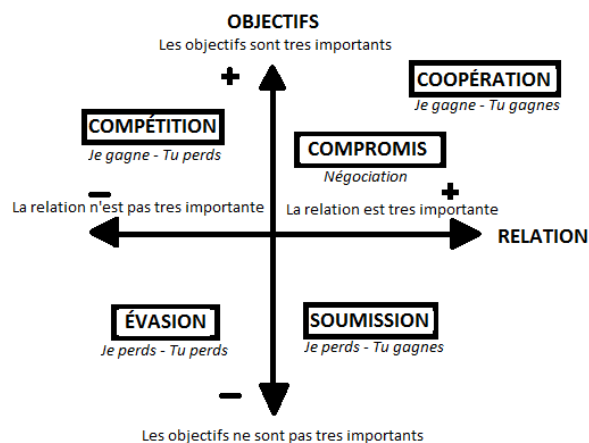 OBJECTIFS
Les objectifs sont tres importants
+
COOPÉRATION
Je gagne - Tu gagnes
COMPÉTITION
Je gagne - Tu perds
COMPROMIS
Négociation
–
+
La relation n'est pas tres importante
La relation est tres importante
RELATION
ÉVASION
Je perds - Tu perds
SOUMISSION
Je perds - Tu gagnes
–
Les objectifs ne sont pas tres importants